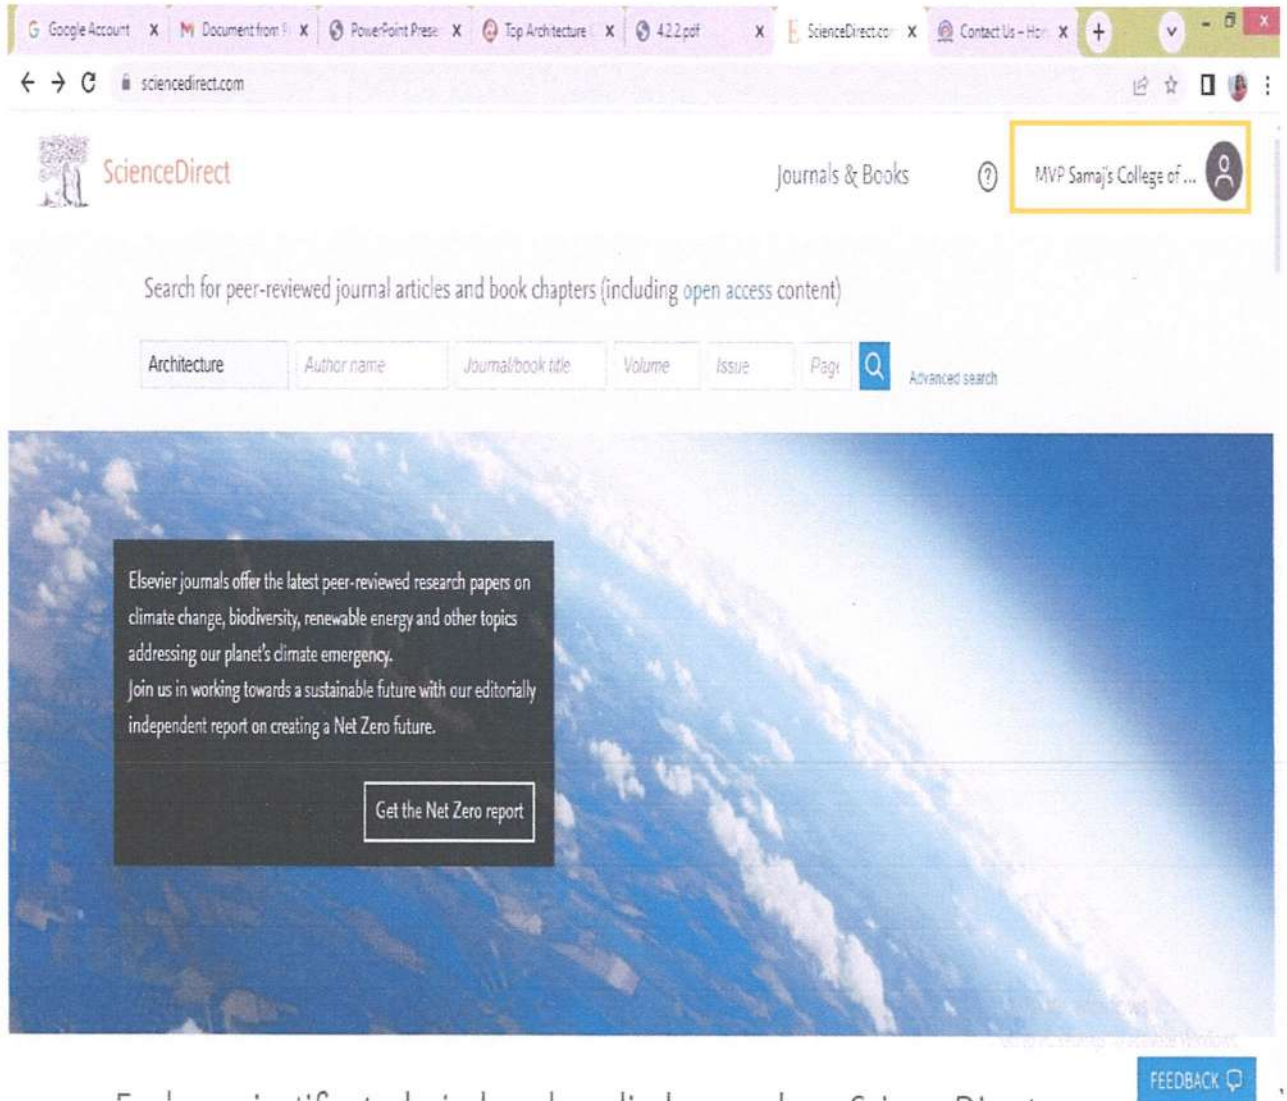 Google Account
Document from
PowerPoint Prese
Top Architecture
4.2.2.pdf
ScienceDirect.co
Contact Us – Ho
sciencedirect.com
ScienceDirect
Journals & Books
MVP Samaj's College of ...
Search for peer-reviewed journal articles and book chapters (including open access content)
Architecture
Author name
Journal/book title
Volume
Issue
Page
Advanced search
Elsevier journals offer the latest peer-reviewed research papers on
climate change, biodiversity, renewable energy and other topics
addressing our planet's climate emergency.
Join us in working towards a sustainable future with our editorially
independent report on creating a Net Zero future.
Get the Net Zero report
FEEDBACK